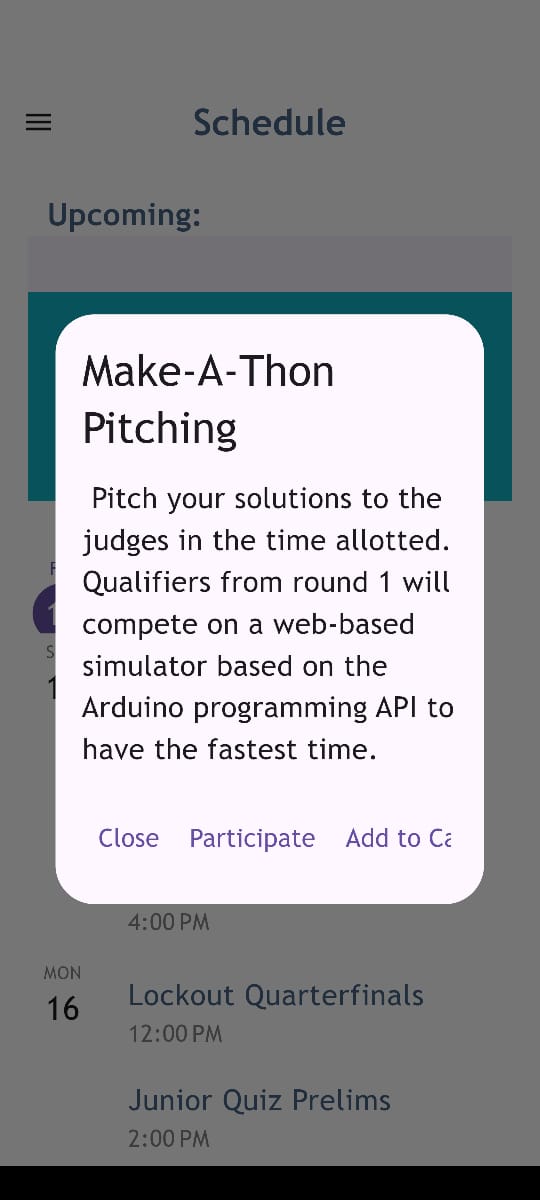 Schedule
Upcoming:
Make-A-Thon
Pitching
Pitch your solutions to the
judges in the time allotted.
Qualifiers from round 1 will
compete on a web-based
simulator based on the
Arduino programming API to
have the fastest time.
Close Participate Add to
4:00 PM
MON
16
Lockout Quarterfinals
12:00 PM
Junior Quiz Prelims
2:00 PM